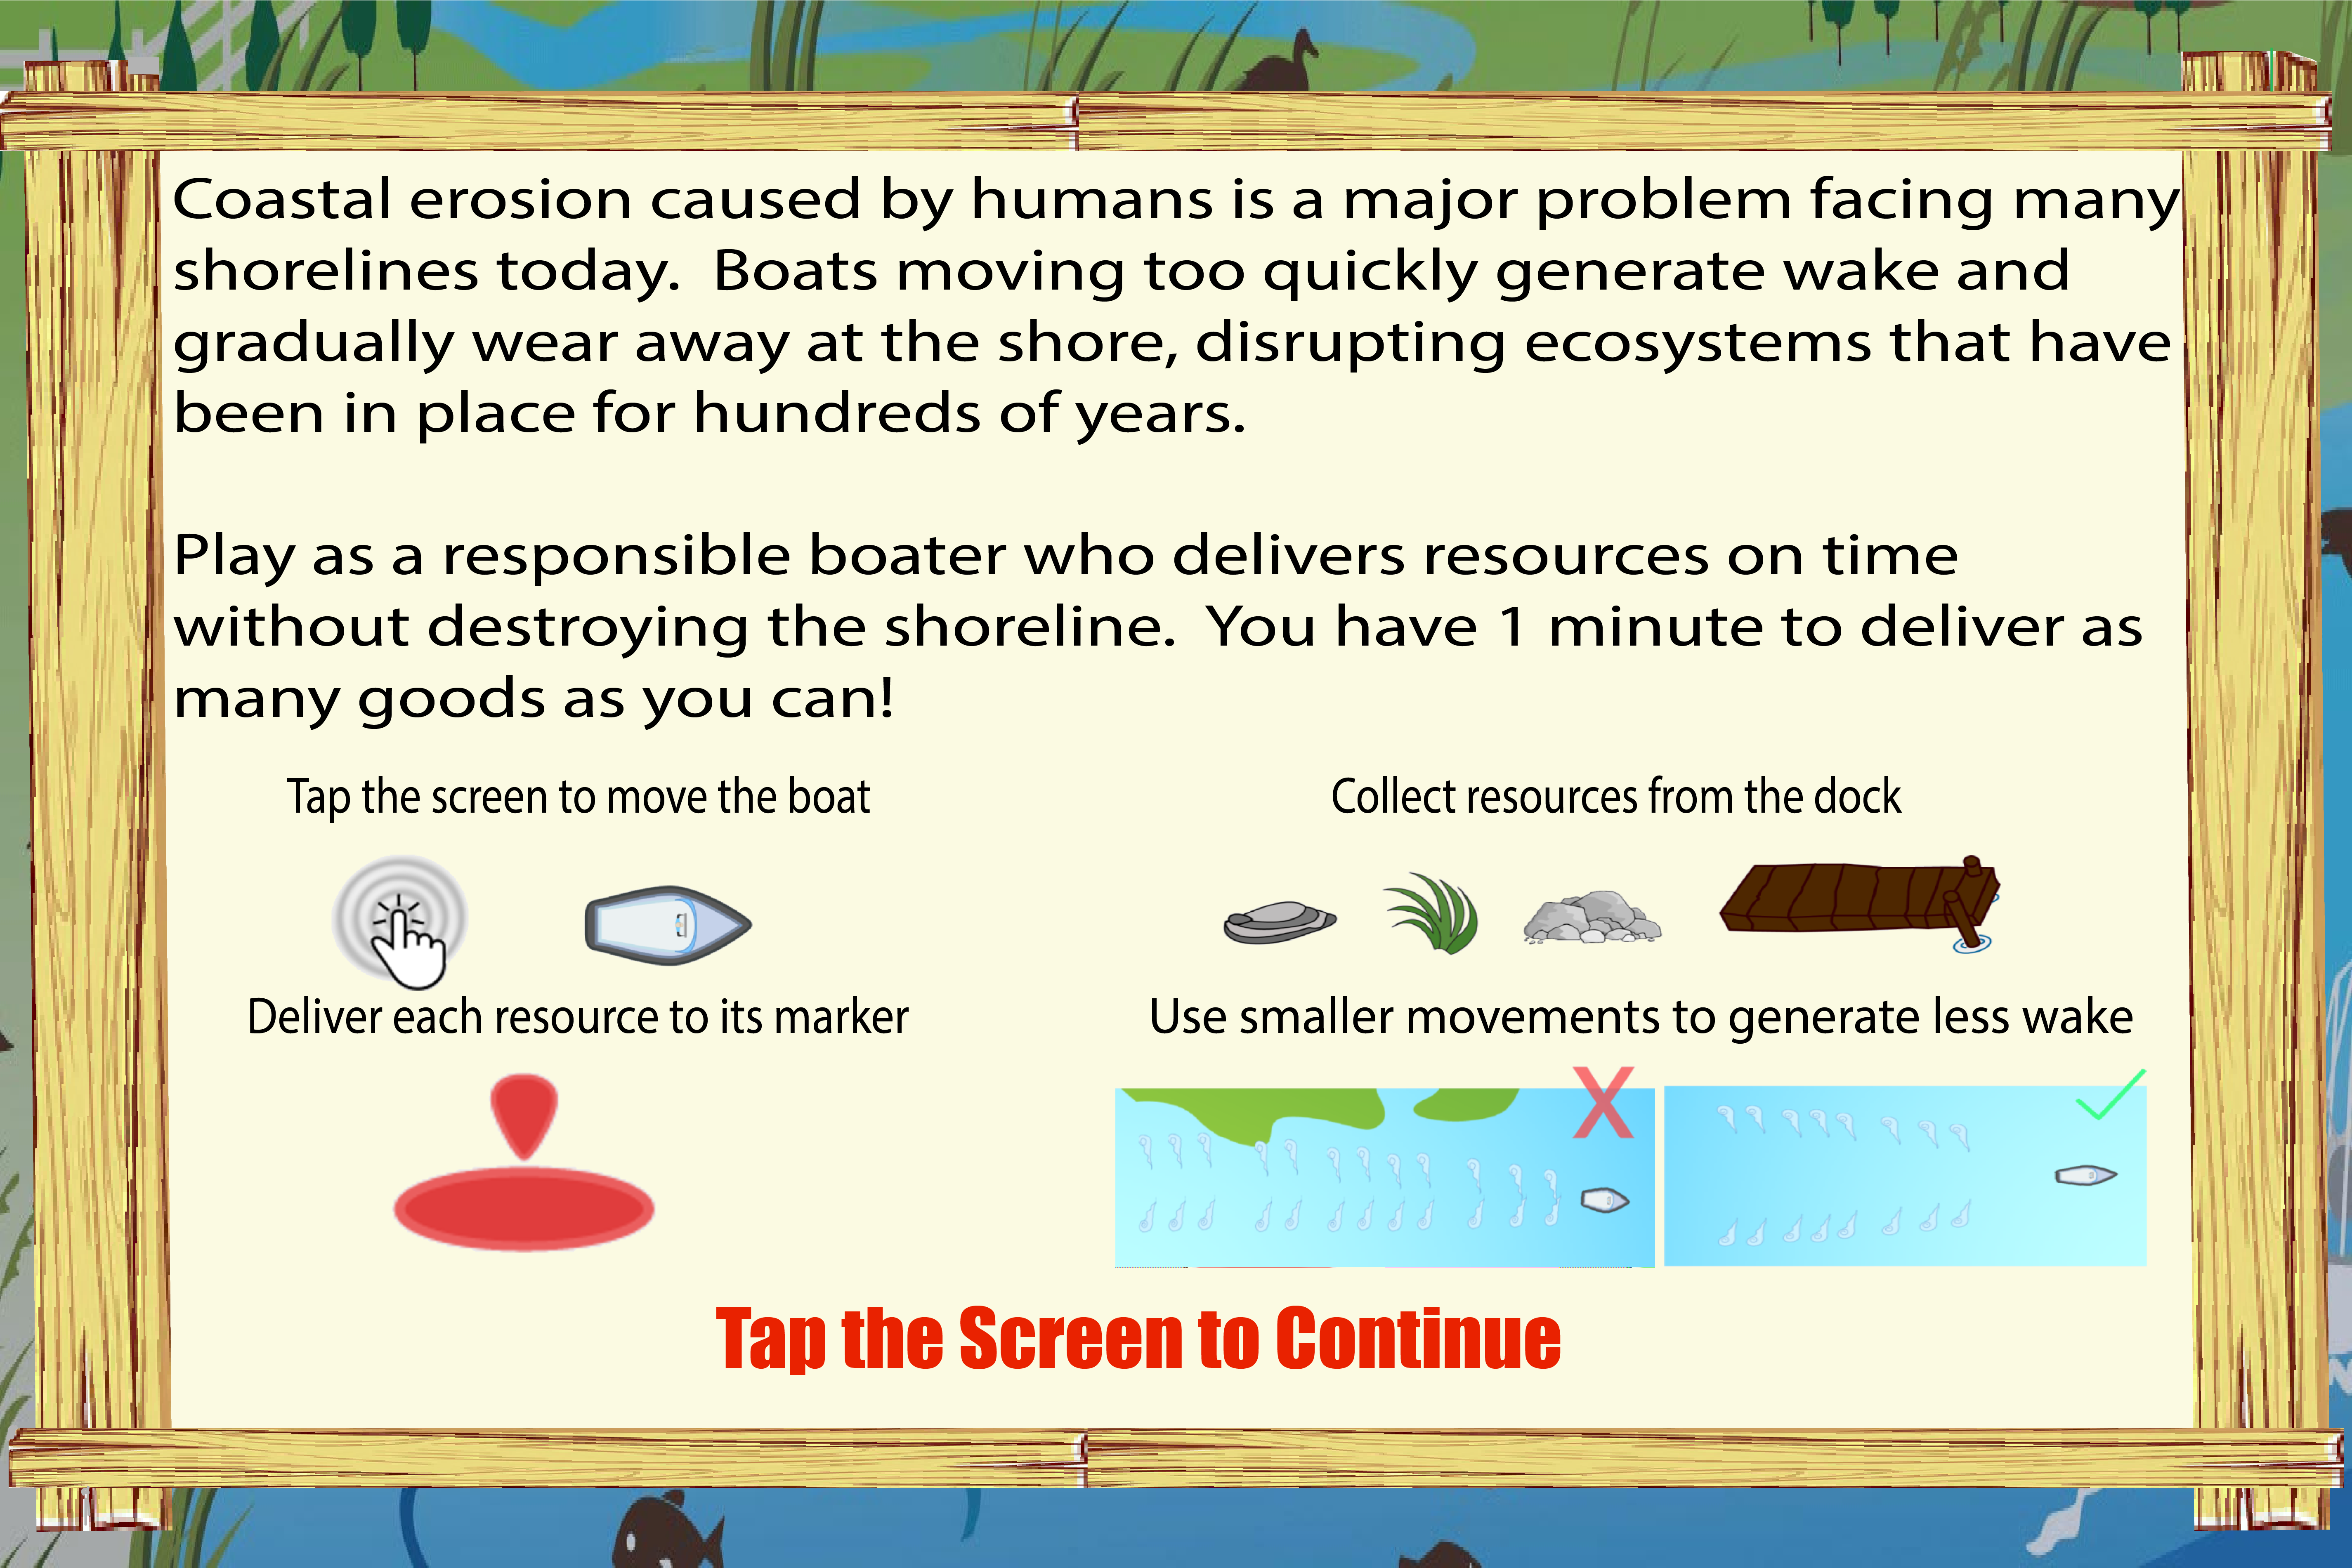 Coastal erosion caused by humans is a major problem facing many
shorelines today.  Boats moving too quickly generate wake and
gradually wear away at the shore, disrupting ecosystems that have
been in place for hundreds of years.
Play as a responsible boater who delivers resources on time
without destroying the shoreline.  You have 1 minute to deliver as
many goods as you can!
Tap the screen to move the boat
Collect resources from the dock
Deliver each resource to its marker
Use smaller movements to generate less wake
X
Tap the Screen to Continue